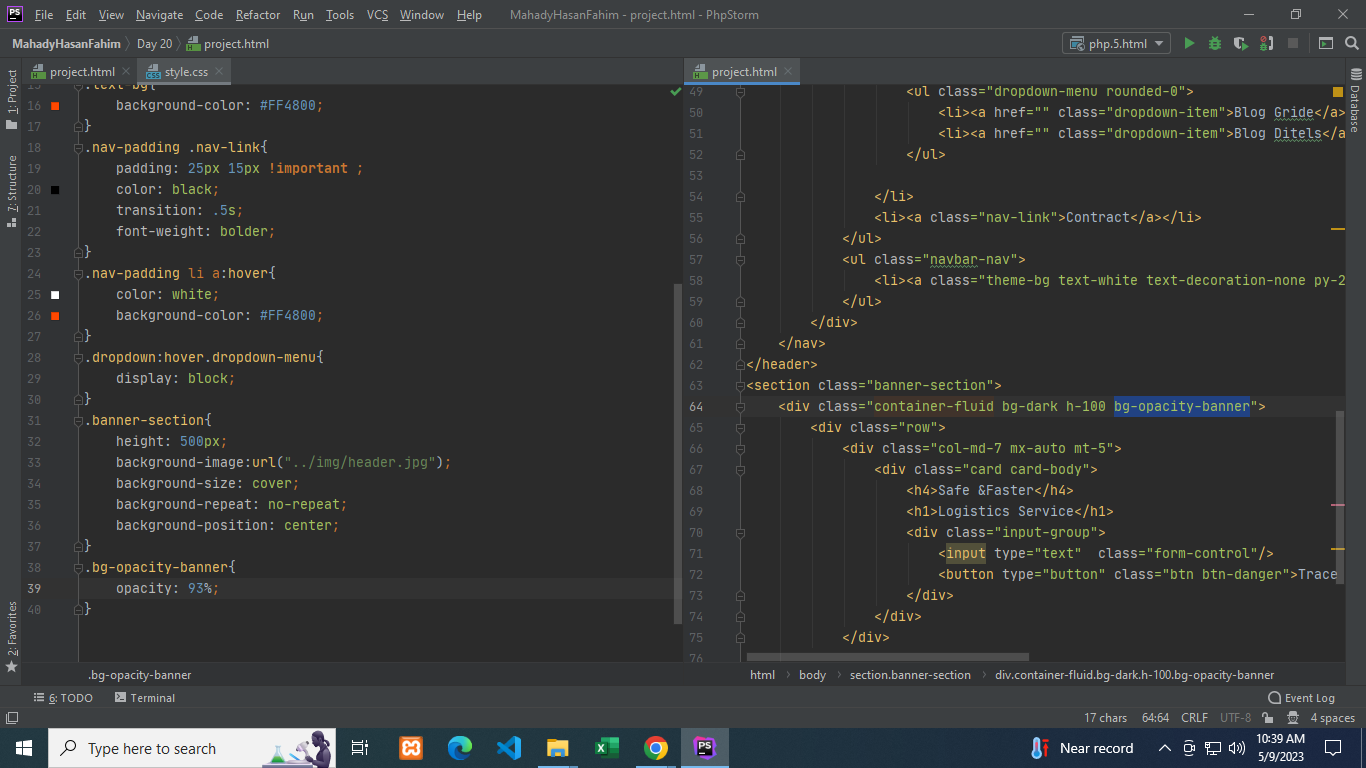 File Edit View Navigate Code Refactor Run Tools VCS Window Help MahadyHasanFahim - project.html - PhpStorm
MahadyHasanFahim Day 20 project.html php.5.html
1: Project
7: Structure
2: Favorites
project.html style.css
.text-bg{
16 background-color: #FF4800;
17 }
18 .nav-padding .nav-link{
19 padding: 25px 15px !important ;
20 color: black;
21 transition: .5s;
22 font-weight: bolder;
23 }
24 .nav-padding li a:hover{
25 color: white;
26 background-color: #FF4800;
27 }
28 .dropdown:hover.dropdown-menu{
29 display: block;
30 }
31 .banner-section{
32 height: 500px;
33 background-image:url("../img/header.jpg");
34 background-size: cover;
35 background-repeat: no-repeat;
36 background-position: center;
37 }
38 .bg-opacity-banner{
39 opacity: 93%;
40 }
.bg-opacity-banner
project.html
49 <ul class="dropdown-menu rounded-0">
50 <li><a href="" class="dropdown-item">Blog Gride</a>
51 <li><a href="" class="dropdown-item">Blog Ditels</a
52 </ul>
53
54 </li>
55 <li><a class="nav-link">Contract</a></li>
56 </ul>
57 <ul class="navbar-nav">
58 <li><a class="theme-bg text-white text-decoration-none py-2
59 </ul>
60 </div>
61 </nav>
62 </header>
63 <section class="banner-section">
64 <div class="container-fluid bg-dark h-100 bg-opacity-banner">
65 <div class="row">
66 <div class="col-md-7 mx-auto mt-5">
67 <div class="card card-body">
68 <h4>Safe &Faster</h4>
69 <h1>Logistics Service</h1>
70 <div class="input-group">
71 <input type="text"  class="form-control"/>
72 <button type="button" class="btn btn-danger">Trace
73 </div>
74 </div>
75 </div>
76
html body section.banner-section div.container-fluid.bg-dark.h-100.bg-opacity-banner
Database
6: TODO Terminal Event Log
17 chars 64:64 CRLF UTF-8 4 spaces
Type here to search
Near record
10:39 AM
5/9/2023